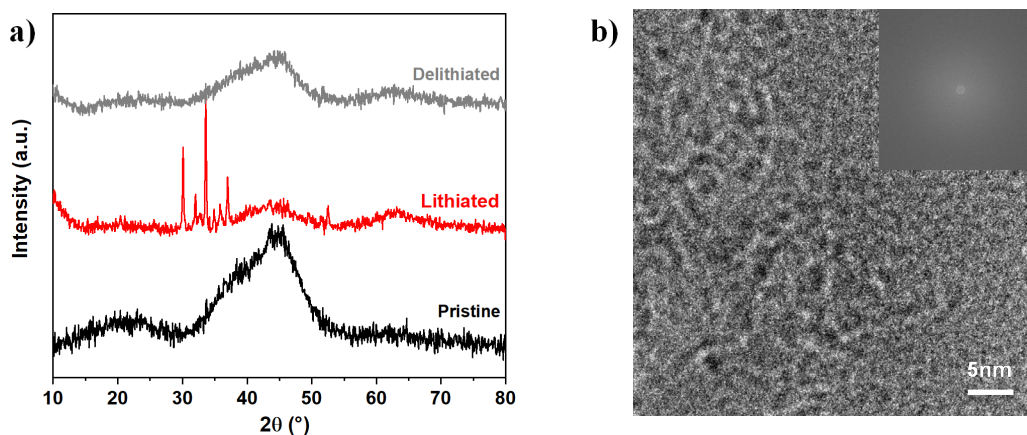 a)
Intensity (a.u.)
Delithiated
Lithiated
Pristine
10 20 30 40 50 60 70 80
2θ (°)
b)
5nm